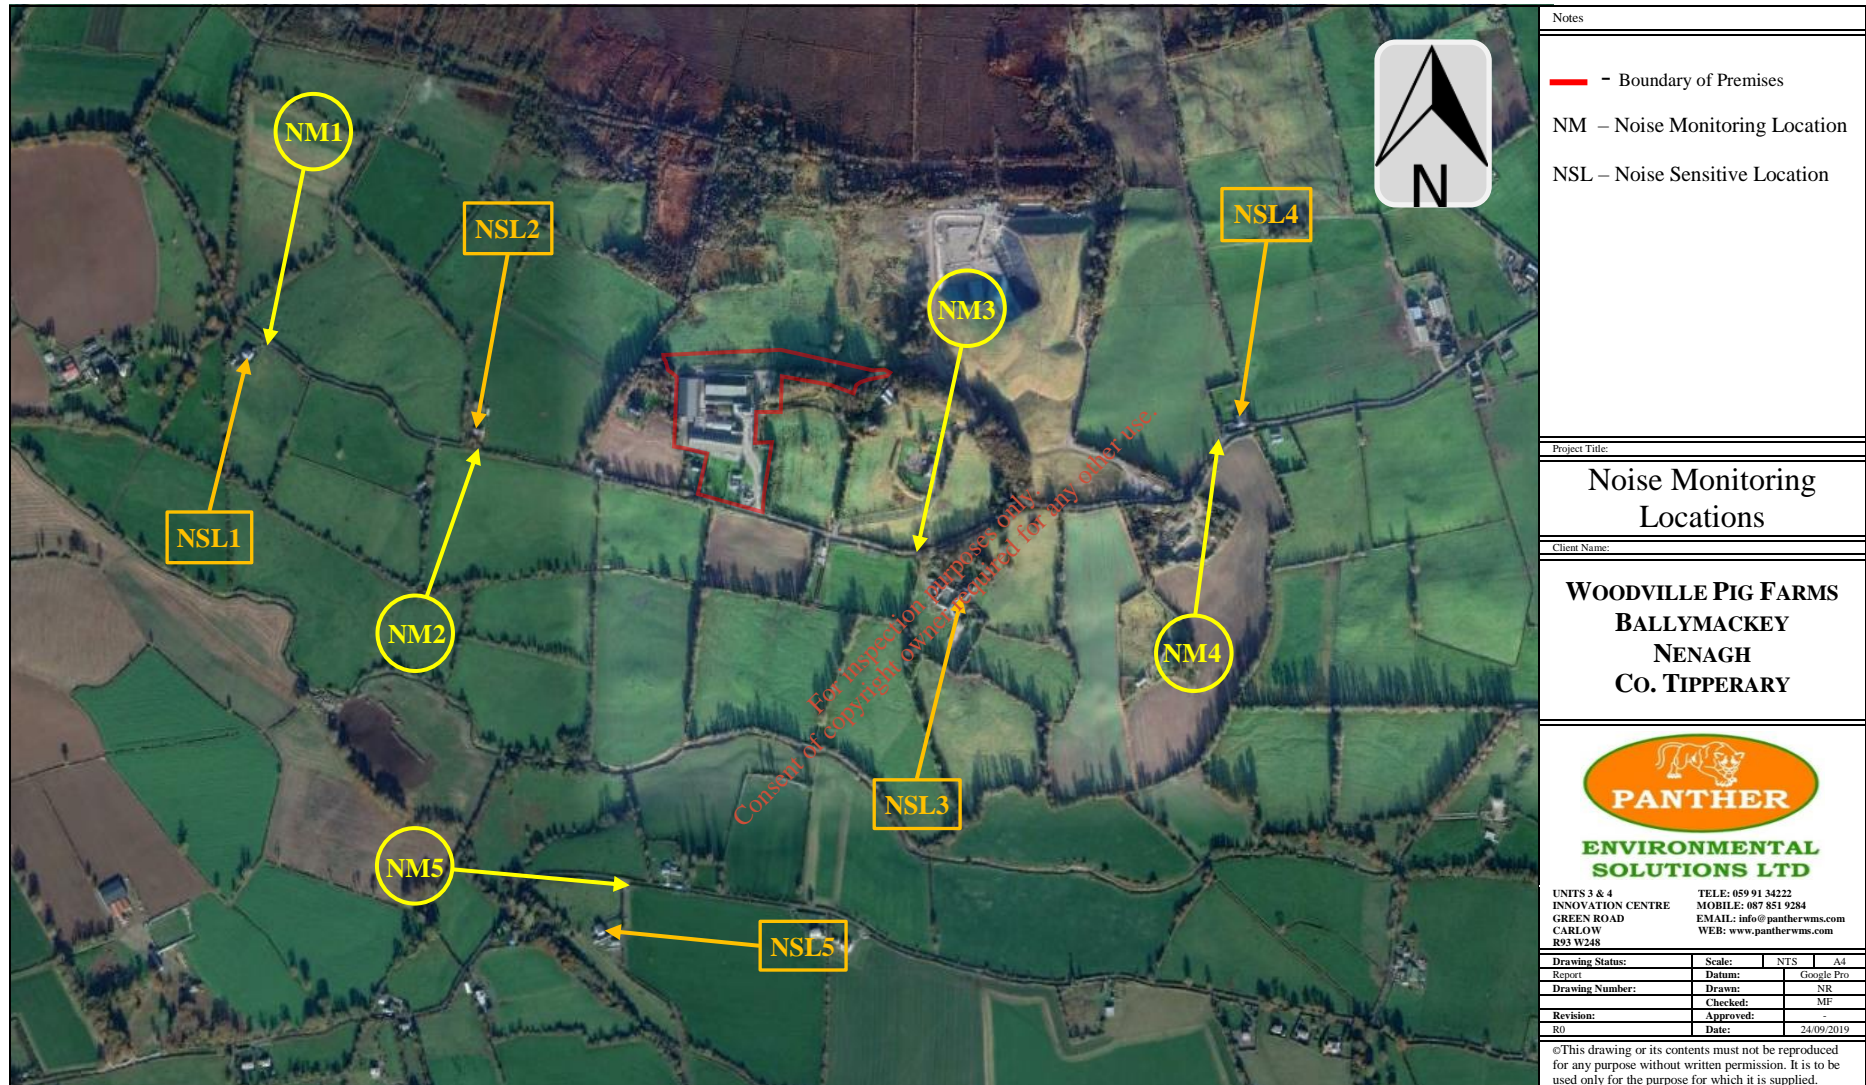 NM1
NSL2
NSL4
NM3
N
NSL1
NM2
NM4
NSL3
NM5
NSL5
For inspection purposes only.
Consent of copyright owner required for any other use.
Notes
- Boundary of Premises
NM – Noise Monitoring Location
NSL – Noise Sensitive Location
Project Title:
Noise Monitoring
Locations
Client Name:
WOODVILLE PIG FARMS
BALLYMACKEY
NENAGH
CO. TIPPERARY
PANTHER
ENVIRONMENTAL
SOLUTIONS LTD
UNITS 3 & 4 TELE: 059 91 34222
INNOVATION CENTRE MOBILE: 087 851 9284
GREEN ROAD EMAIL: info@pantherwms.com
CARLOW WEB: www.pantherwms.com
R93 W248
Drawing Status: Scale: NTS A4
Report Datum: Google Pro
Drawing Number: Drawn: NR
Checked: MF
Revision: Approved: -
R0 Date: 24/09/2019
©This drawing or its contents must not be reproduced
for any purpose without written permission. It is to be
used only for the purpose for which it is supplied.